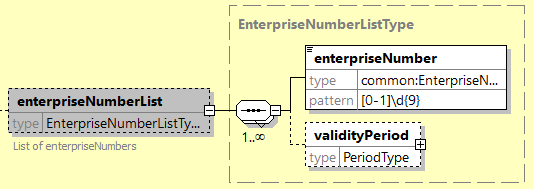 EnterpriseNumberListType
enterpriseNumber
type common:EnterpriseN...
pattern [0-1]\d{9}
enterpriseNumberList
type EnterpriseNumberListTy...
List of enterpriseNumbers
1..∞
validityPeriod
type PeriodType